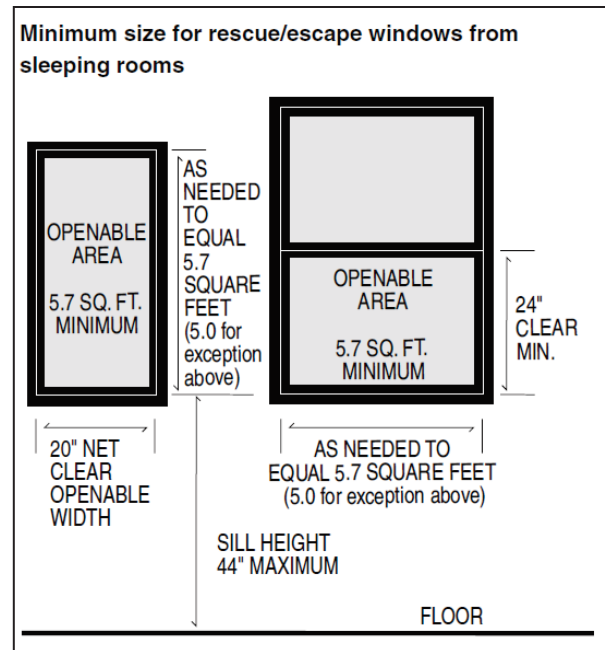 Minimum size for rescue/escape windows from
sleeping rooms
OPENABLE
AREA
5.7 SQ. FT.
MINIMUM
AS
NEEDED
TO
EQUAL
5.7
SQUARE
FEET
(5.0 for
exception
above)
OPENABLE
AREA
5.7 SQ. FT.
MINIMUM
24"
CLEAR
MIN.
20" NET
CLEAR
OPENABLE
WIDTH
AS NEEDED TO
EQUAL 5.7 SQUARE FEET
(5.0 for exception above)
SILL HEIGHT
44" MAXIMUM
FLOOR